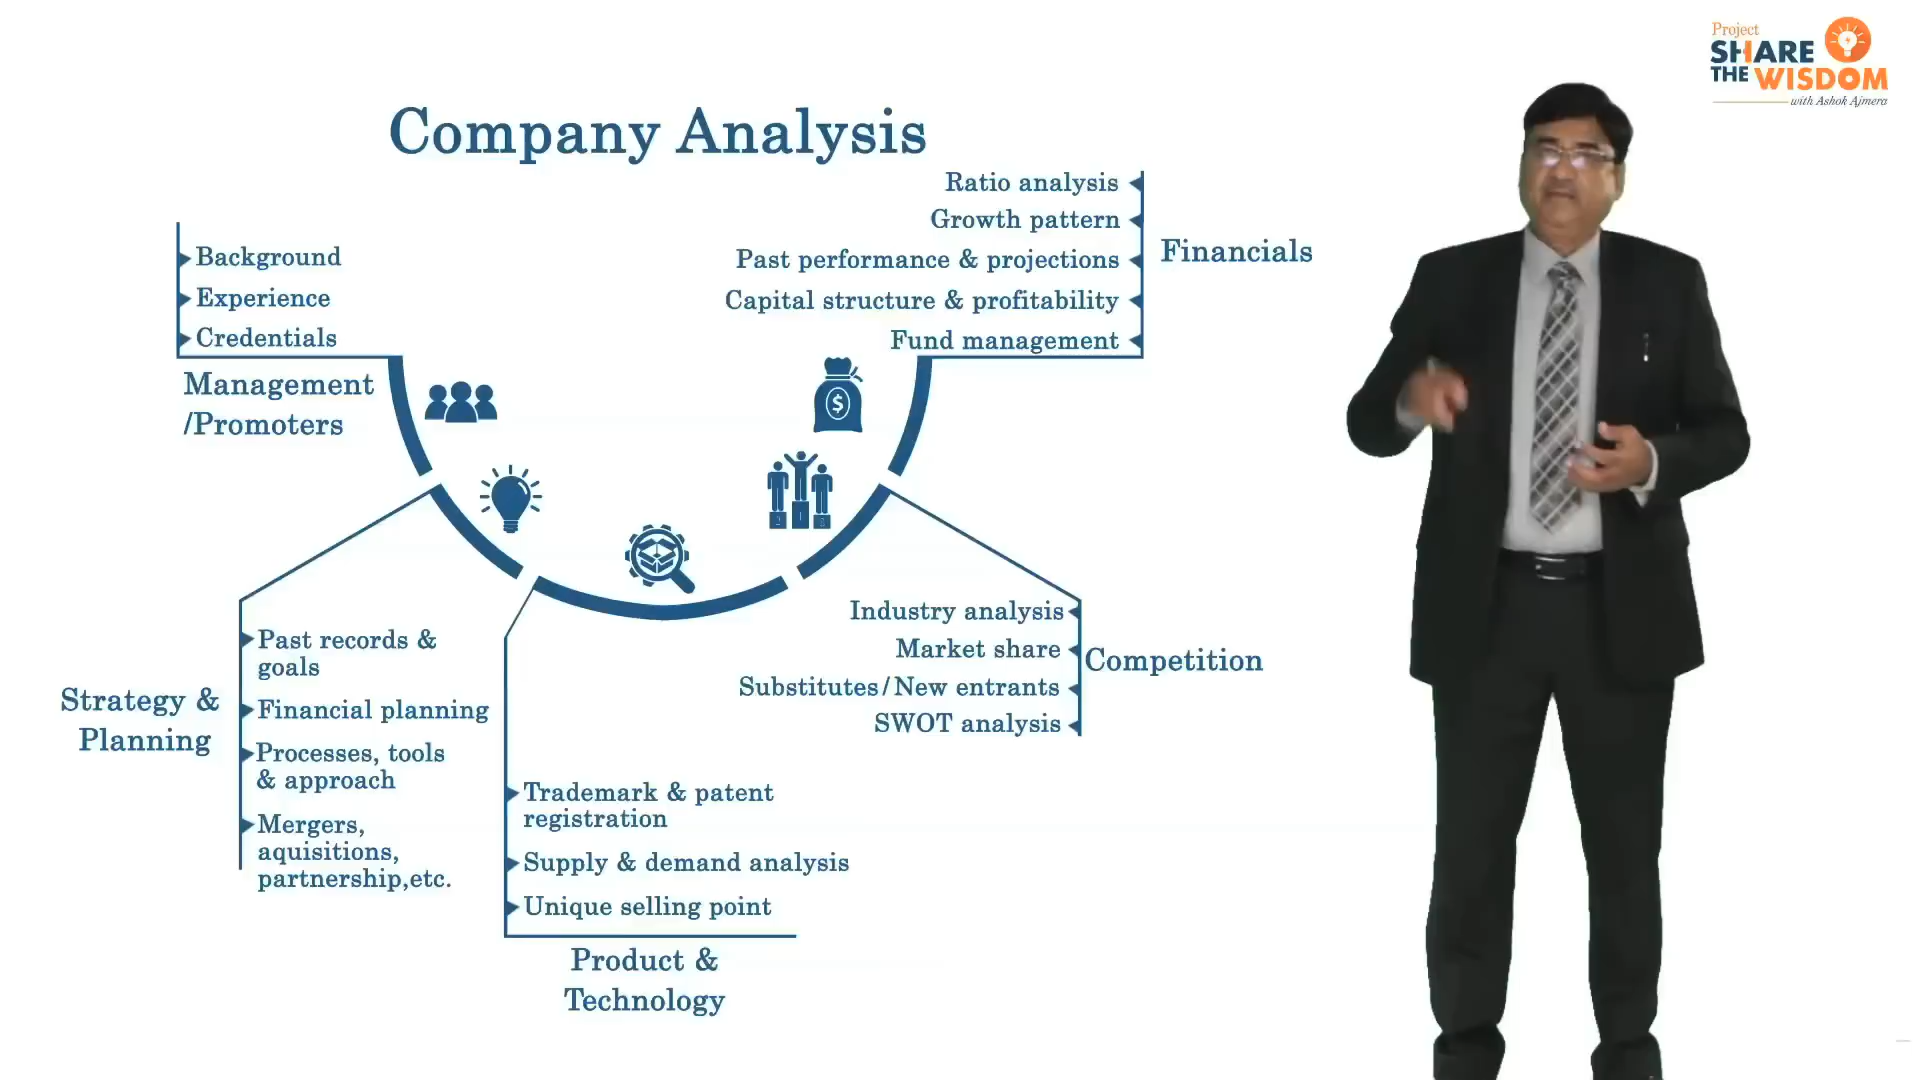 Project
SHARE
THE WISDOM
with Ashok Ajmera
Company Analysis
Background
Experience
Credentials
Management
/Promoters
Ratio analysis
Growth pattern
Past performance & projections
Capital structure & profitability
Fund management
Financials
Past records &
goals
Financial planning
Processes, tools
& approach
Mergers,
aquisitions,
partnership,etc.
Strategy &
Planning
Trademark & patent
registration
Supply & demand analysis
Unique selling point
Product &
Technology
Industry analysis
Market share
Substitutes/New entrants
SWOT analysis
Competition
$
2 1 3